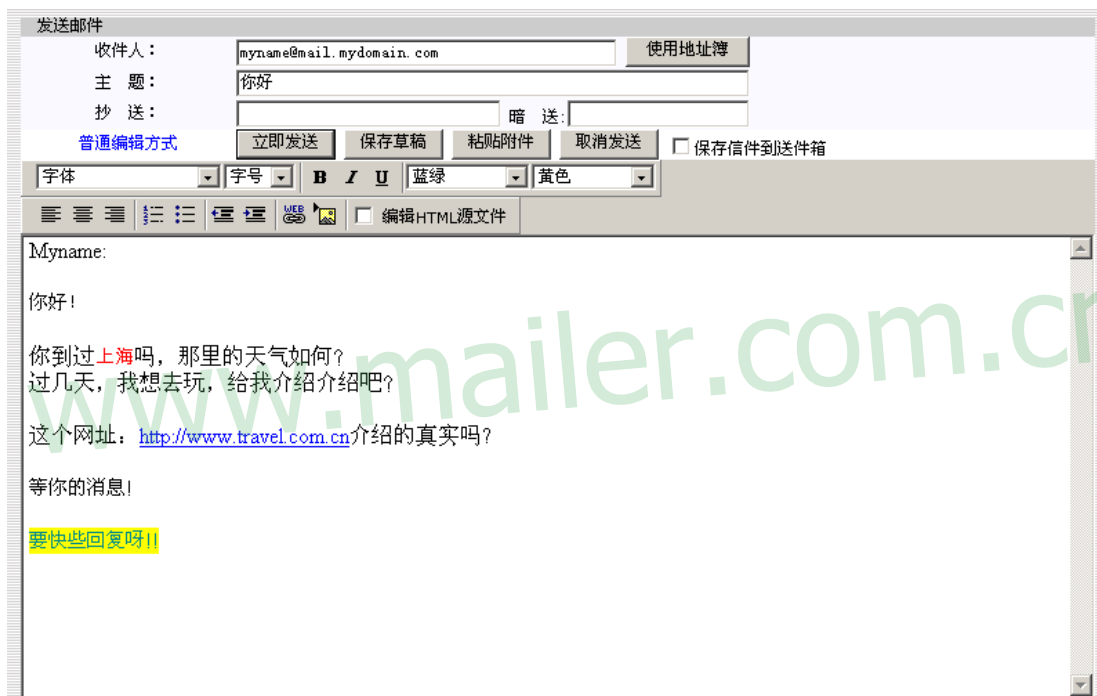 发送邮件
收件人： myname@mail.mydomain.com 使用地址簿
主 题： 你好
抄 送： 暗 送:
普通编辑方式 立即发送 保存草稿 粘贴附件 取消发送 保存信件到送件箱
字体 字号 B I U 蓝绿 黄色
WEB 编辑HTML源文件
Myname:
你好!
你到过上海吗，那里的天气如何?
过几天，我想去玩，给我介绍介绍吧?
这个网址：http://www.travel.com.cn介绍的真实吗?
等你的消息!
要快些回复呀!!
www.mailer.com.cn